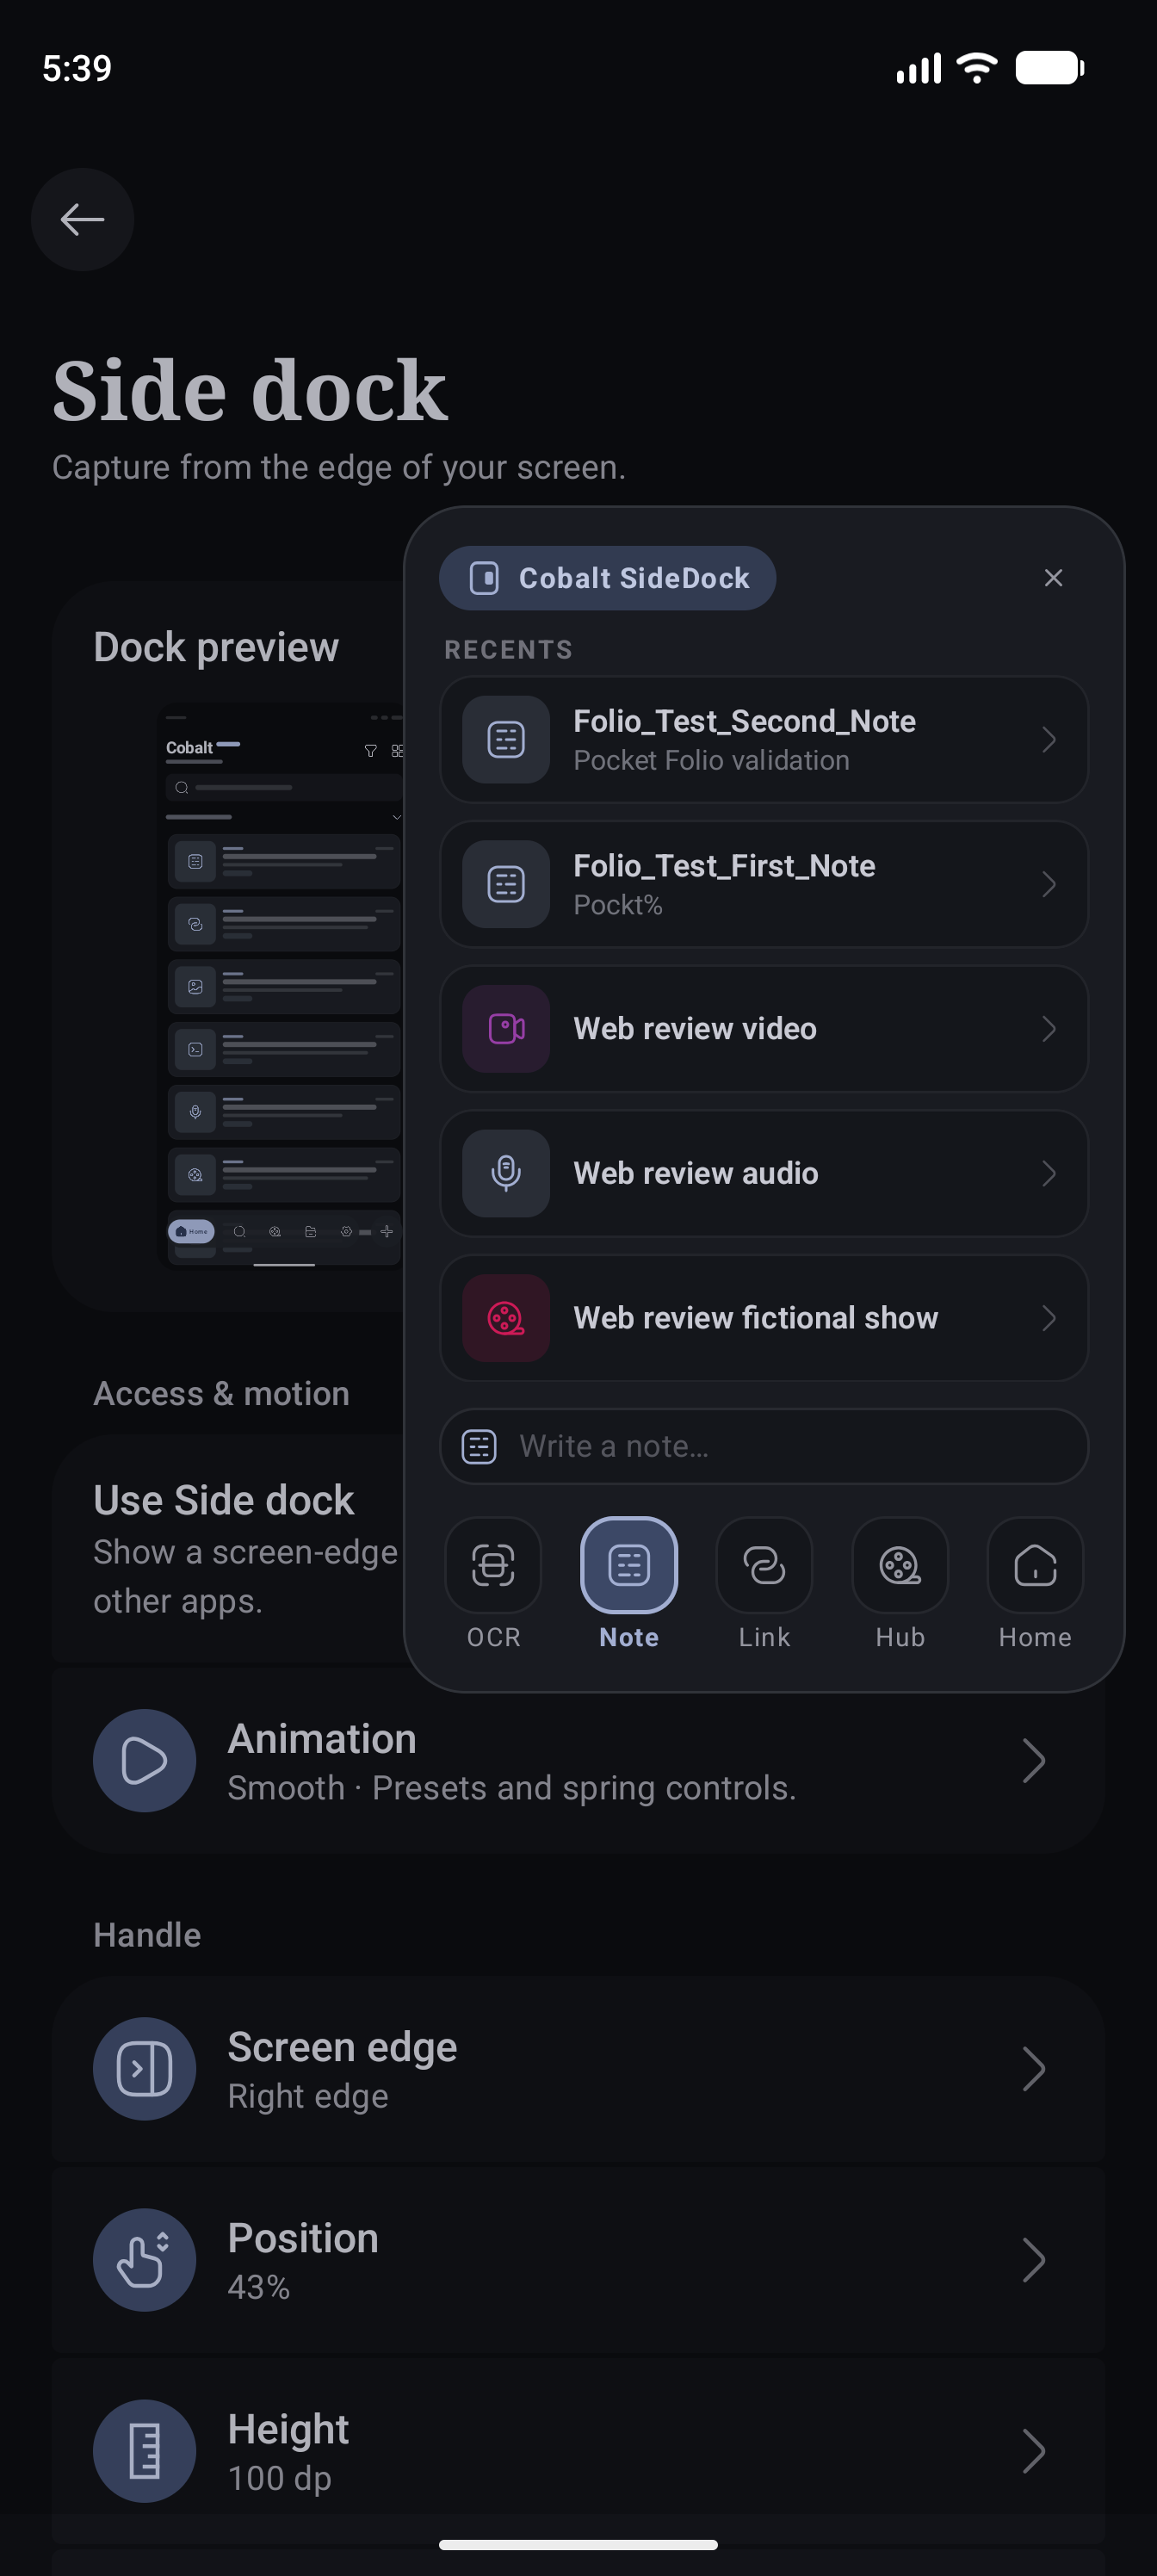 5:39
Side dock
Capture from the edge of your screen.
Dock preview
Cobalt
Home
Cobalt SideDock
RECENTS
Folio_Test_Second_Note
Pocket Folio validation
Folio_Test_First_Note
Pockt%
Web review video
Web review audio
Web review fictional show
Write a note…
OCR
Note
Link
Hub
Home
Access & motion
Use Side dock
Show a screen-edge
other apps.
Animation
Smooth · Presets and spring controls.
Handle
Screen edge
Right edge
Position
43%
Height
100 dp